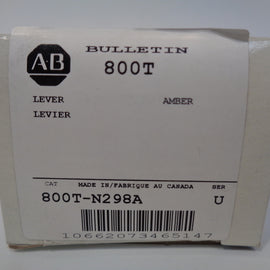 AB
BULLETIN
800T
LEVER AMBER
LEVIER
CAT MADE IN/FABRIQUE AU CANADA SER
800T-N298A U
10662073465147